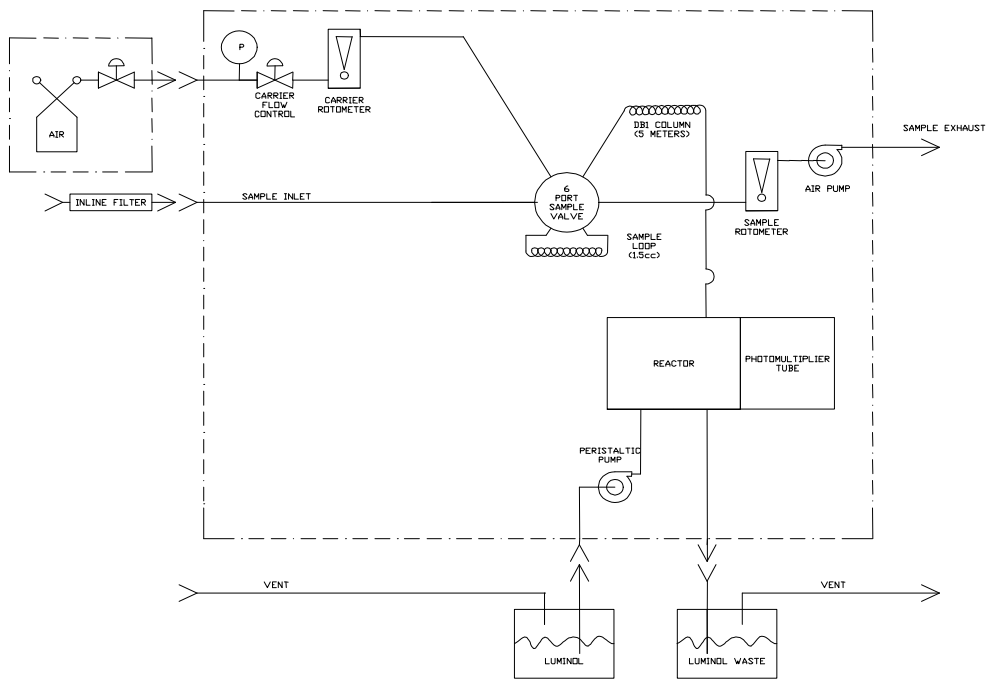 P
CARRIER
FLOW
CONTROL
CARRIER
ROTOMETER
AIR
DB1 COLUMN
(5 METERS)
SAMPLE EXHAUST
AIR PUMP
INLINE FILTER
SAMPLE INLET
6
PORT
SAMPLE
VALVE
SAMPLE
ROTOMETER
SAMPLE
LOOP
(1.5cc)
REACTOR
PHOTOMULTIPLIER
TUBE
PERISTALTIC
PUMP
VENT
VENT
LUMINOL
LUMINOL WASTE